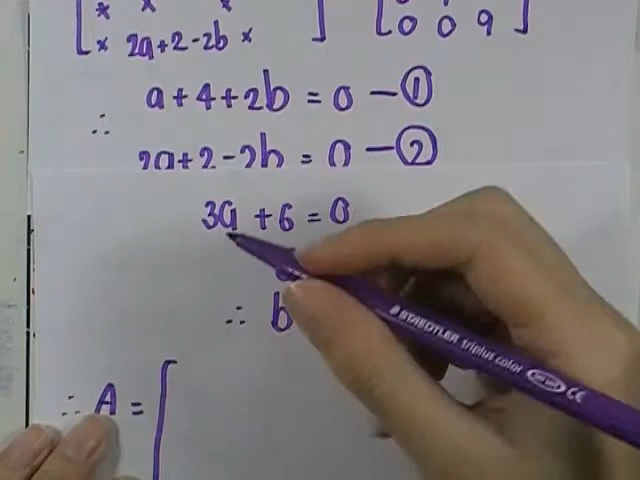 * * *
* 2a+2-2b *
0 0 9
a+4+2b = 0 —①
∴
2a+2-2b = 0 —②
3a + 6 = 0
∴ b
∴ A =
STAEDTLER triplus color
CE